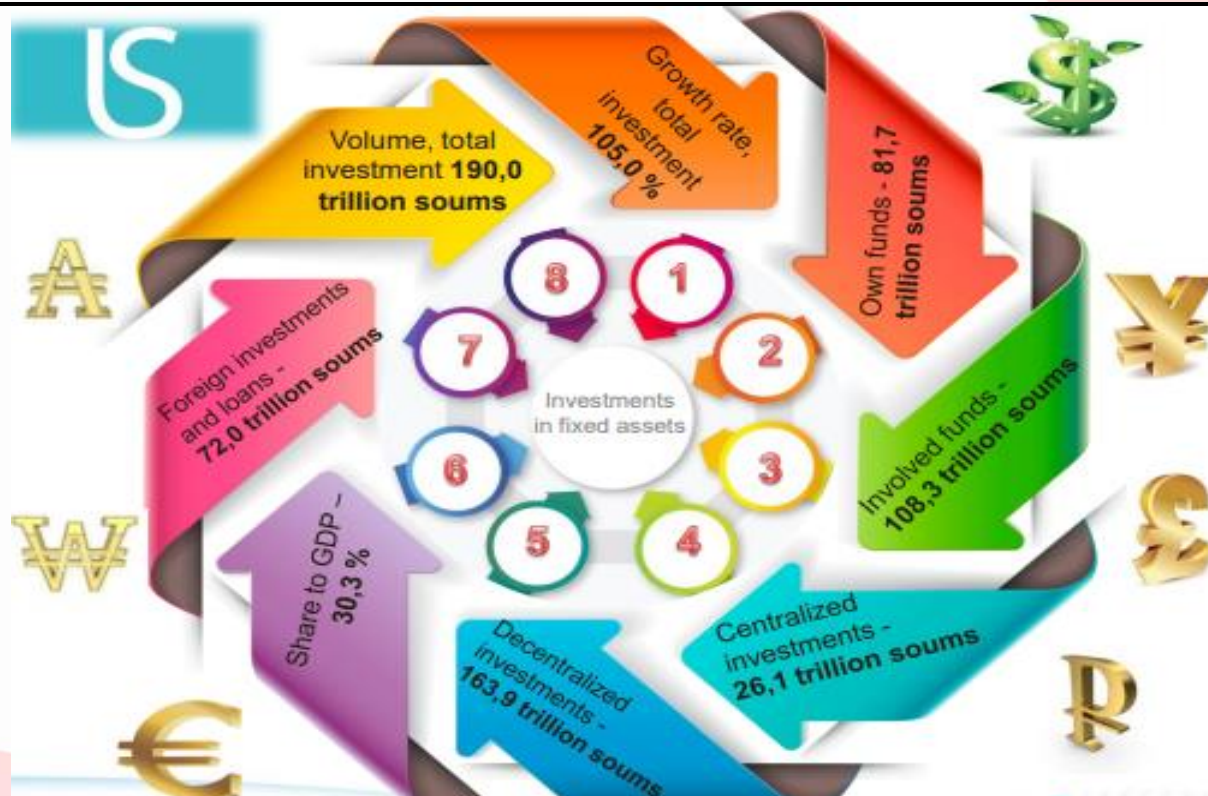 Volume, total
investment 190,0
trillion soums
Growth rate,
total
investment
105,0 %
Own funds - 81,7
trillion soums
Involved funds -
108,3 trillion soums
Centralized
investments -
26,1 trillion soums
Decentralized
investments -
163,9 trillion soums
Share to GDP –
30,3 %
Foreign investments
and loans -
72,0 trillion soums
8
1
7
2
Investments
in fixed assets
6
3
5
4